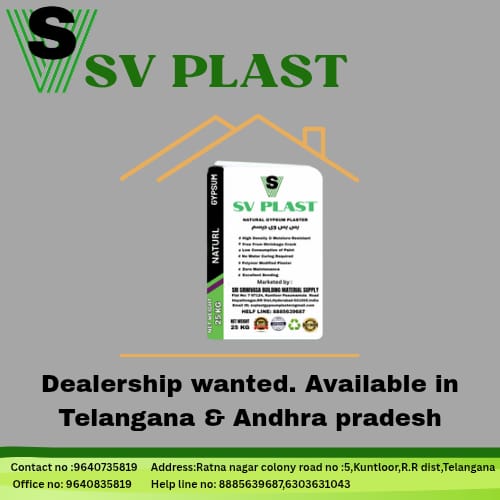 S
SV PLAST
GYPSUM
NATURL
NET WEIGHT
25 KG
S
SV PLAST
NATURAL GYPSUM PLASTER
High Density & Moisture Resistant
Free From Shrinkage Crack
Low Consumption of Paint
No Water Curing Required
Polymer Modified Plaster
Zero Maintenance
Excellent Bonding
Marketed by :
SRI SRINIVASA BUILDING MATERIAL SUPPLY
HELF LINE: 8885639687
NET WEIGHT
25 KG
Dealership wanted. Available in
Telangana & Andhra pradesh
Contact no :9640735819 Address:Ratna nagar colony road no :5,Kuntloor,R.R dist,Telangana
Office no: 9640835819 Help line no: 8885639687,6303631043